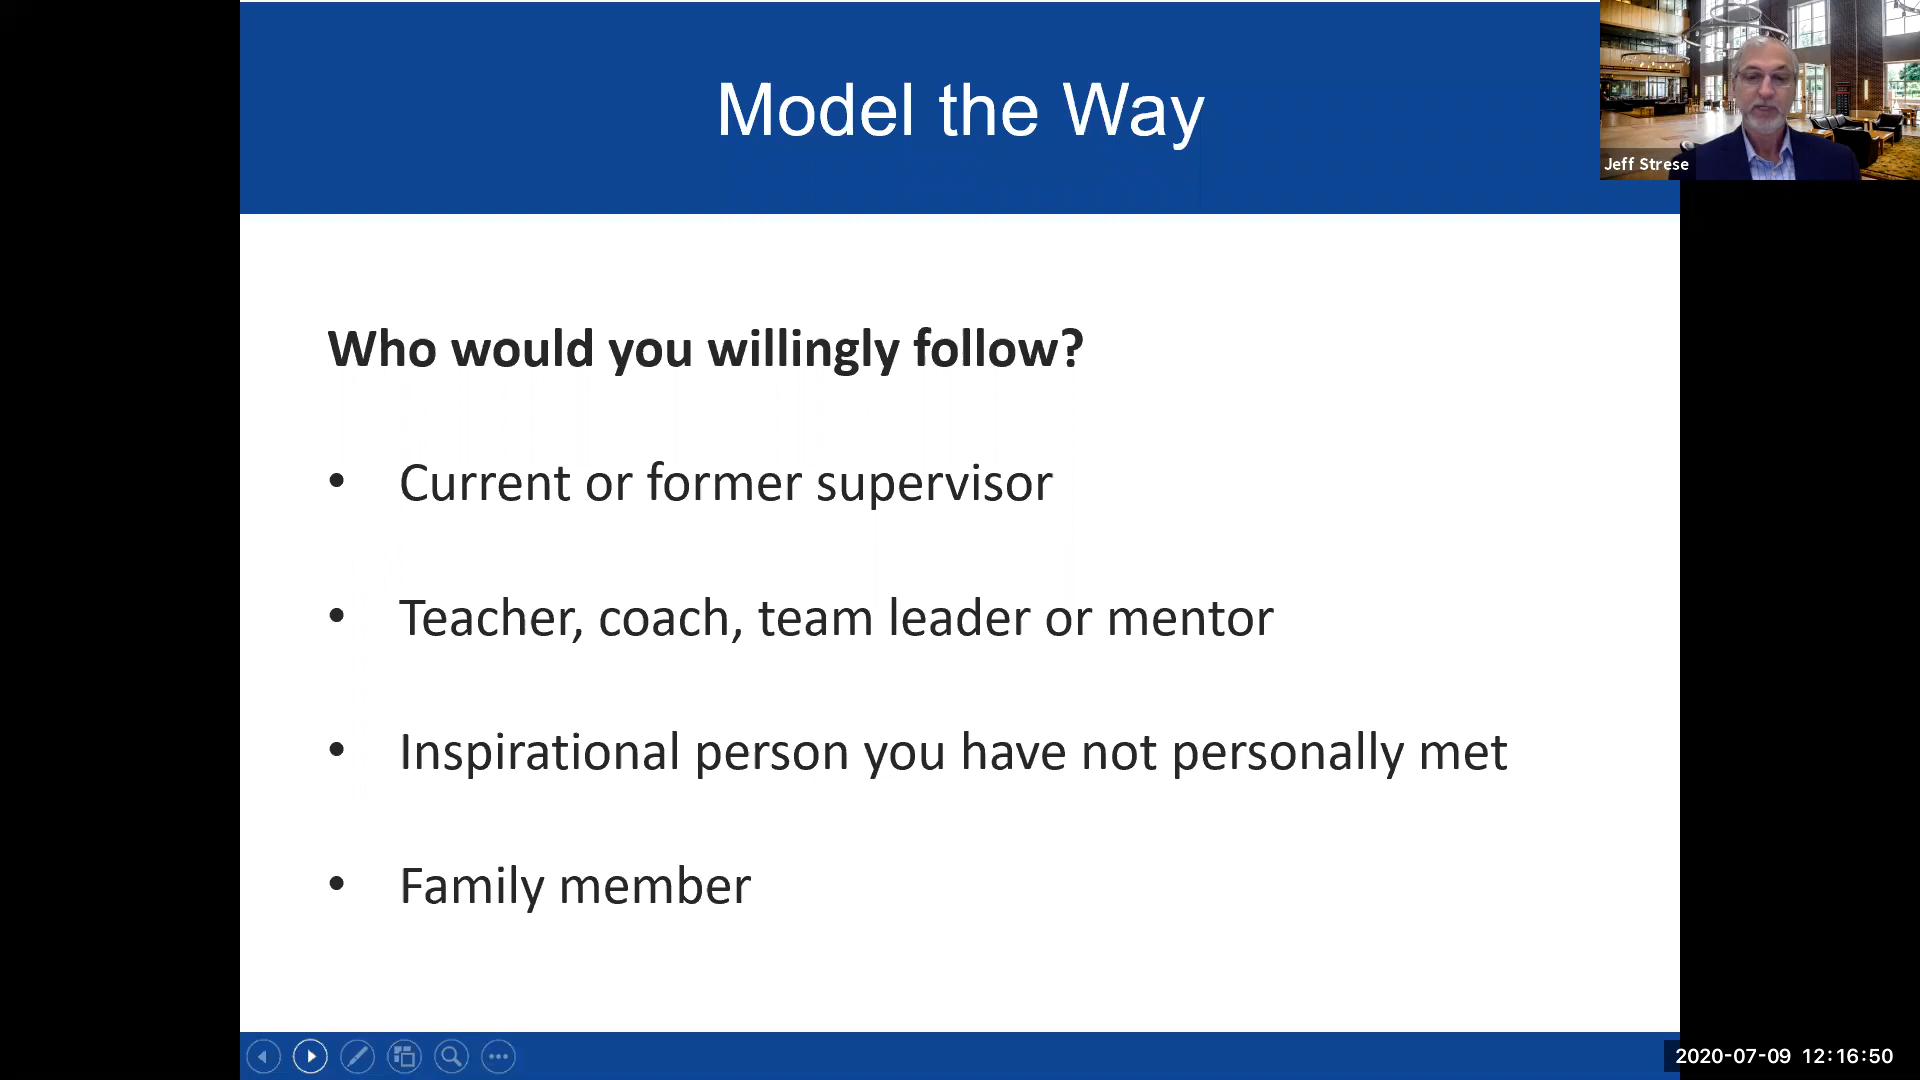 Model the Way
Jeff Strese
Who would you willingly follow?
• Current or former supervisor
• Teacher, coach, team leader or mentor
• Inspirational person you have not personally met
• Family member
2020-07-09 12:16:50